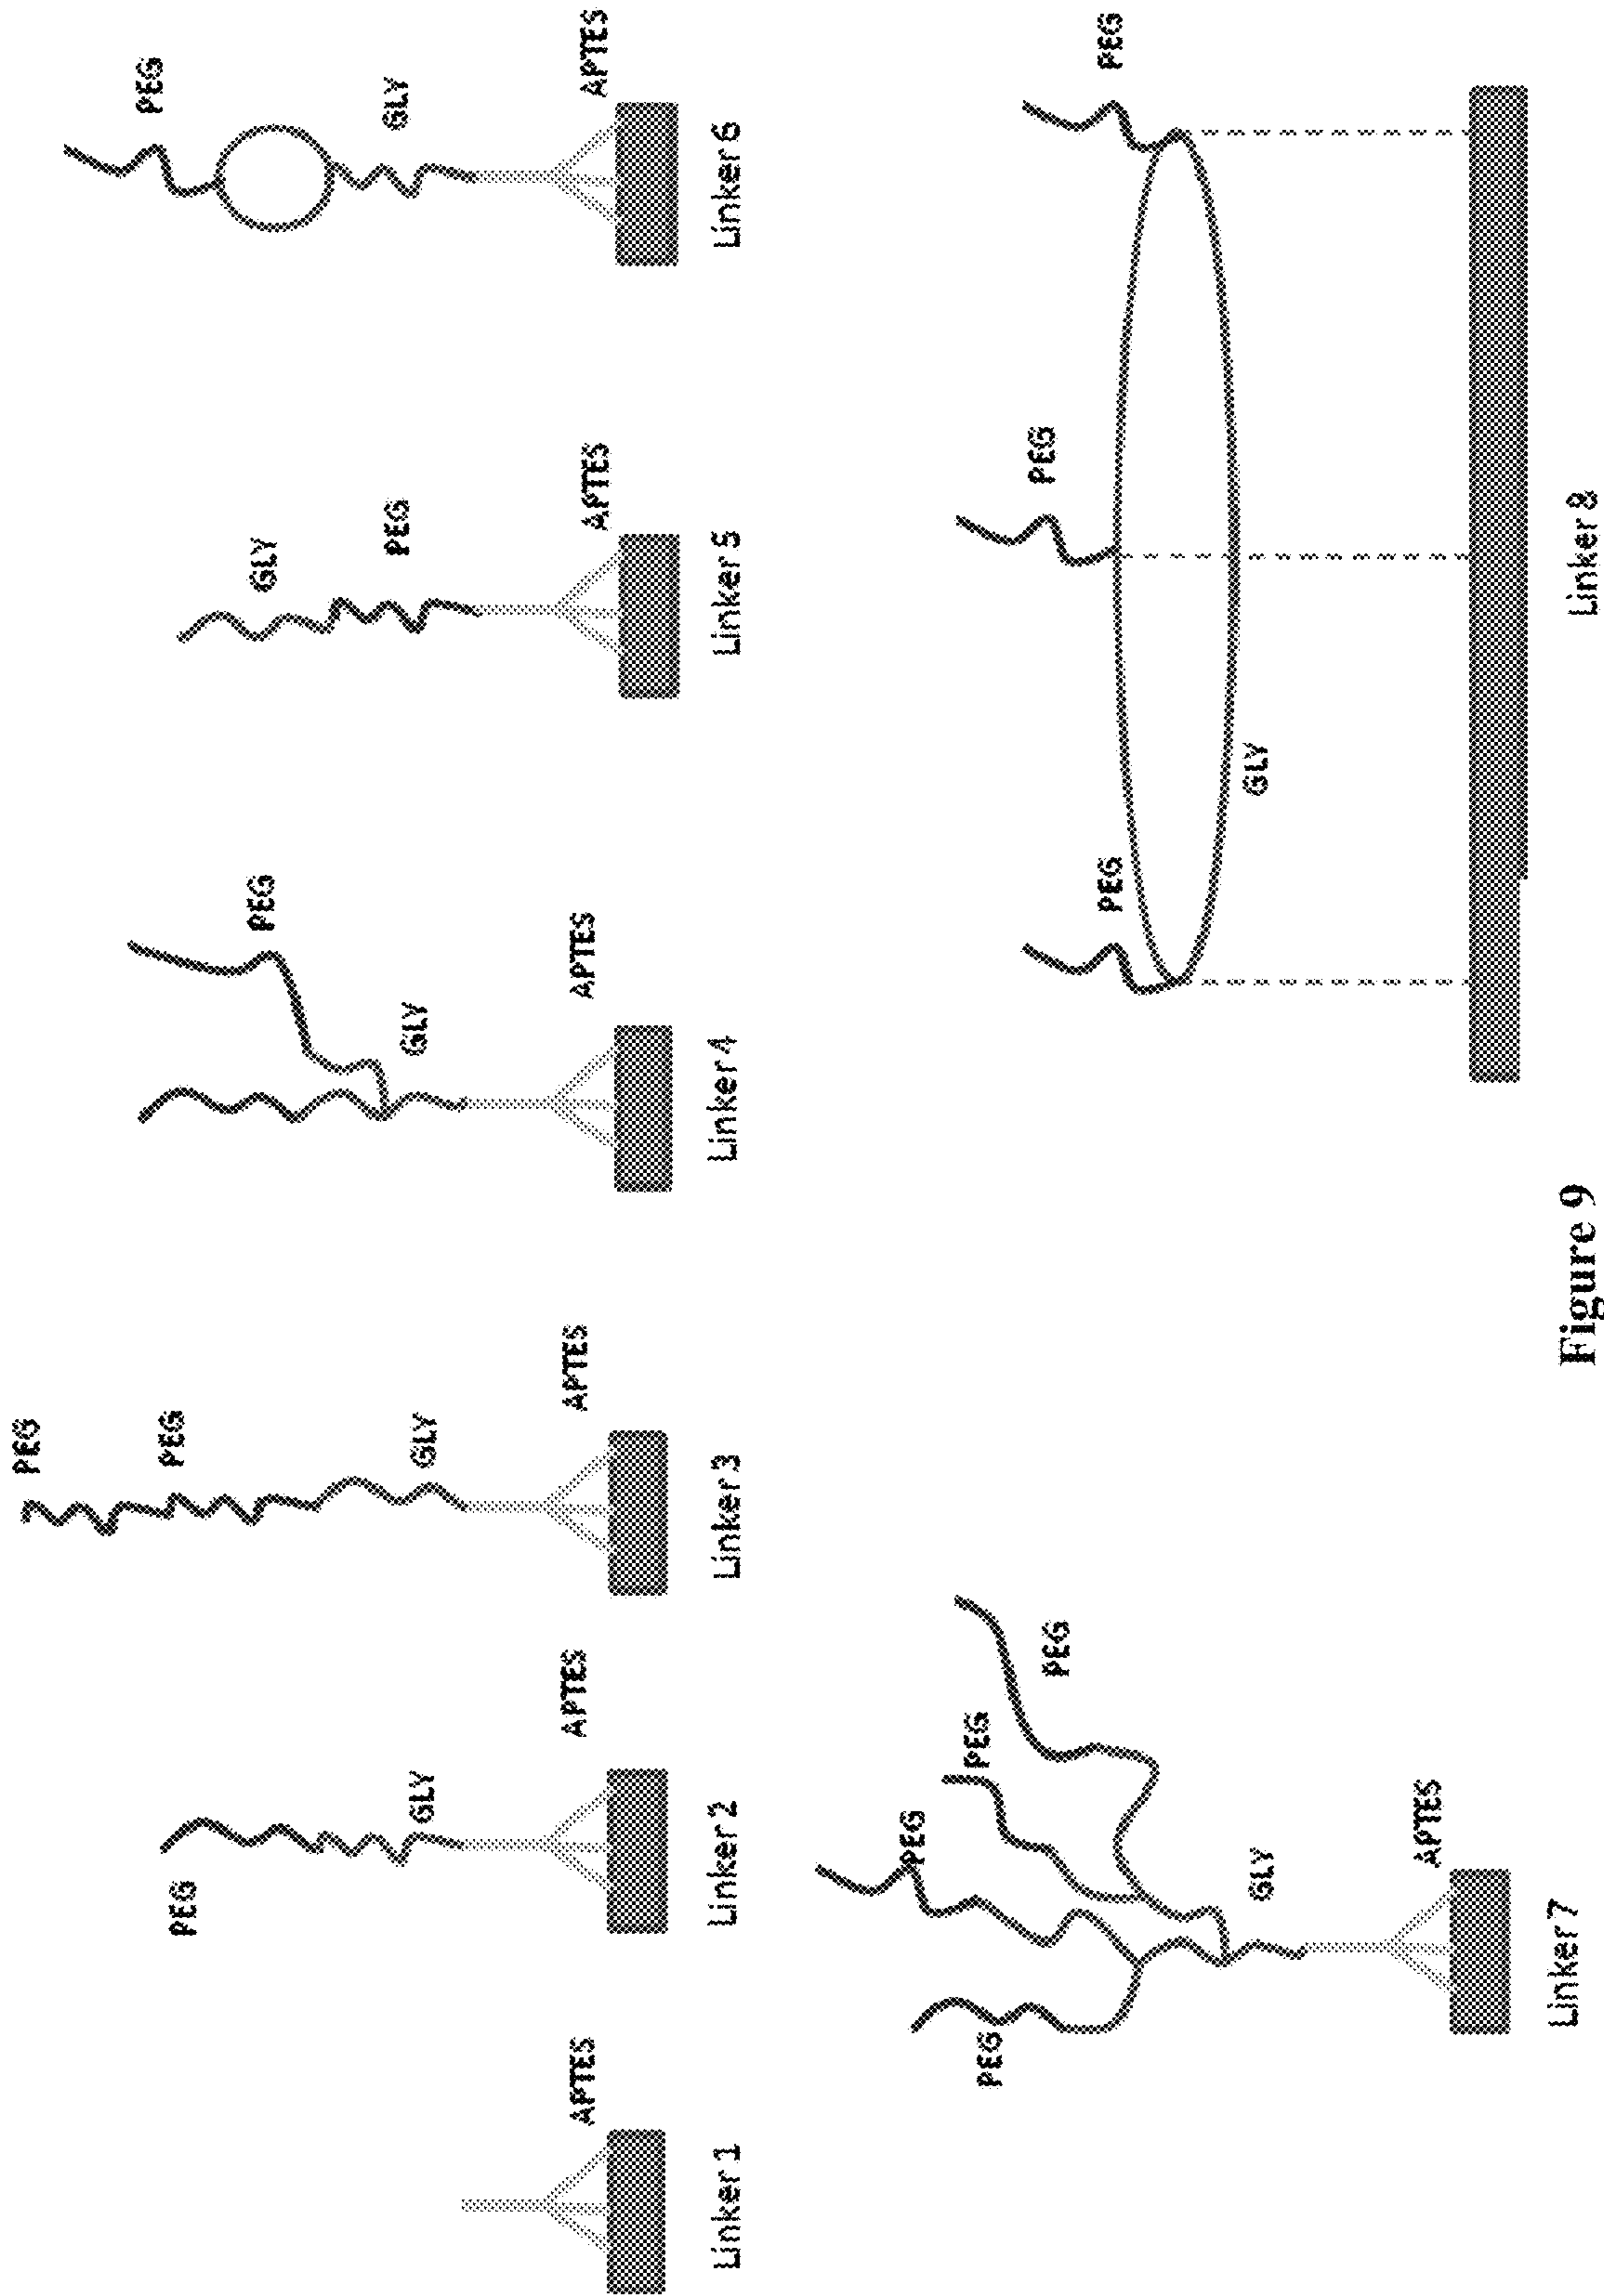 APTES
Linker 1
PEG
GLY
APTES
Linker 2
PEG
PEG
GLY
APTES
Linker 3
PEG
GLY
APTES
Linker 4
GLY
PEG
APTES
Linker 5
PEG
GLY
APTES
Linker 6
PEG
PEG
PEG
PEG
GLY
APTES
Linker 7
PEG
PEG
PEG
GLY
Linker 8
Figure 9